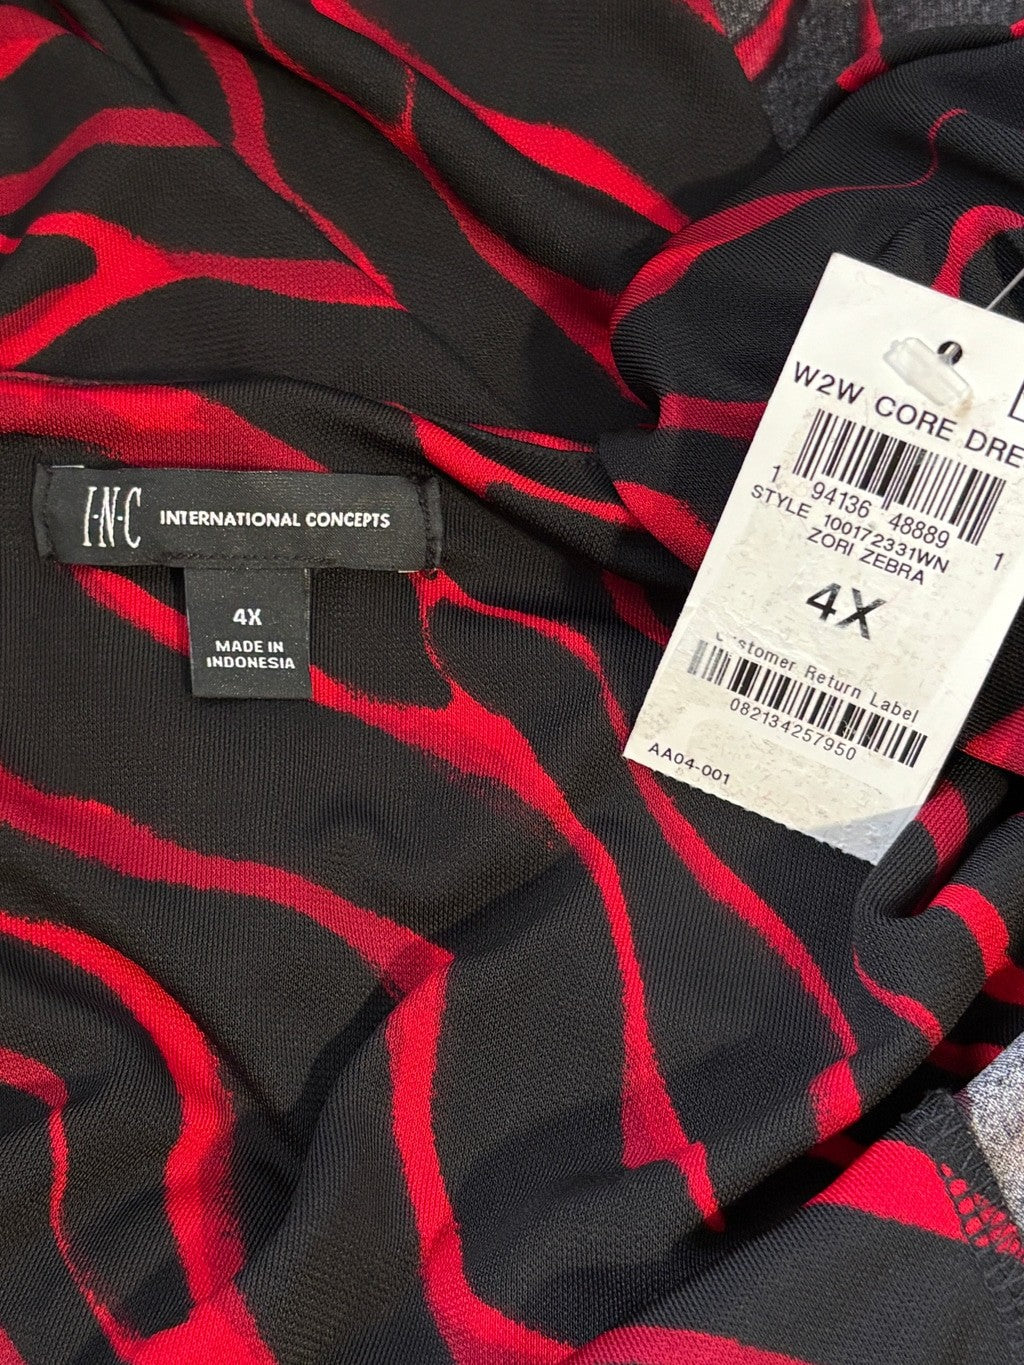 I·N·C INTERNATIONAL CONCEPTS
4X
MADE IN
INDONESIA
W2W CORE DRE
1 94136 48889 1
STYLE 100172331WN
ZORI ZEBRA
4X
Customer Return Label
082134257950
AA04-001